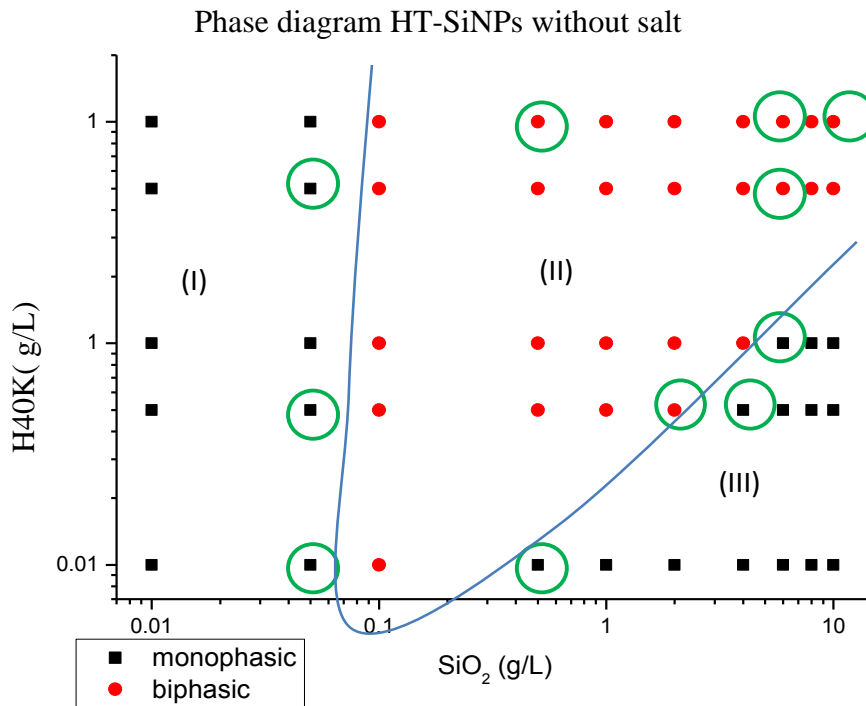 Phase diagram HT-SiNPs without salt
1
(I)
(II)
1
H40K( g/L)
(III)
0.01
0.01
0.1
1
10
SiO2 (g/L)
monophasic
biphasic